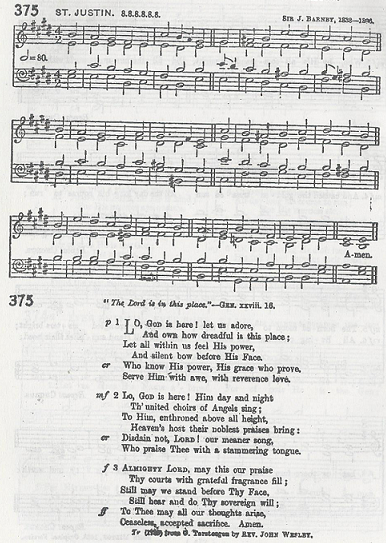 375 ST. JUSTIN. 8.8.8.8.8.8. SIR J. BARNBY, 1838—1896.
=80.
A-men.
375
"The Lord is in this place."—GEN. xxviii. 16.
p 1 LO, GOD is here! let us adore,
And own how dreadful is this place;
Let all within us feel His power,
And silent bow before His Face.
cr Who know His power, His grace who prove,
Serve Him with awe, with reverence love.
mf 2 Lo, GOD is here! Him day and night
Th' united choirs of Angels sing;
To Him, enthroned above all height,
Heaven's host their noblest praises bring:
cr Disdain not, LORD! our meaner song,
Who praise Thee with a stammering tongue.
f 3 ALMIGHTY LORD, may this our praise
Thy courts with grateful fragrance fill;
Still may we stand before Thy Face,
Still hear and do Thy sovereign will;
ff To Thee may all our thoughts arise,
Ceaseless, accepted sacrifice. Amen.
Tr from G. Tersteegen by REV. JOHN WESLEY.